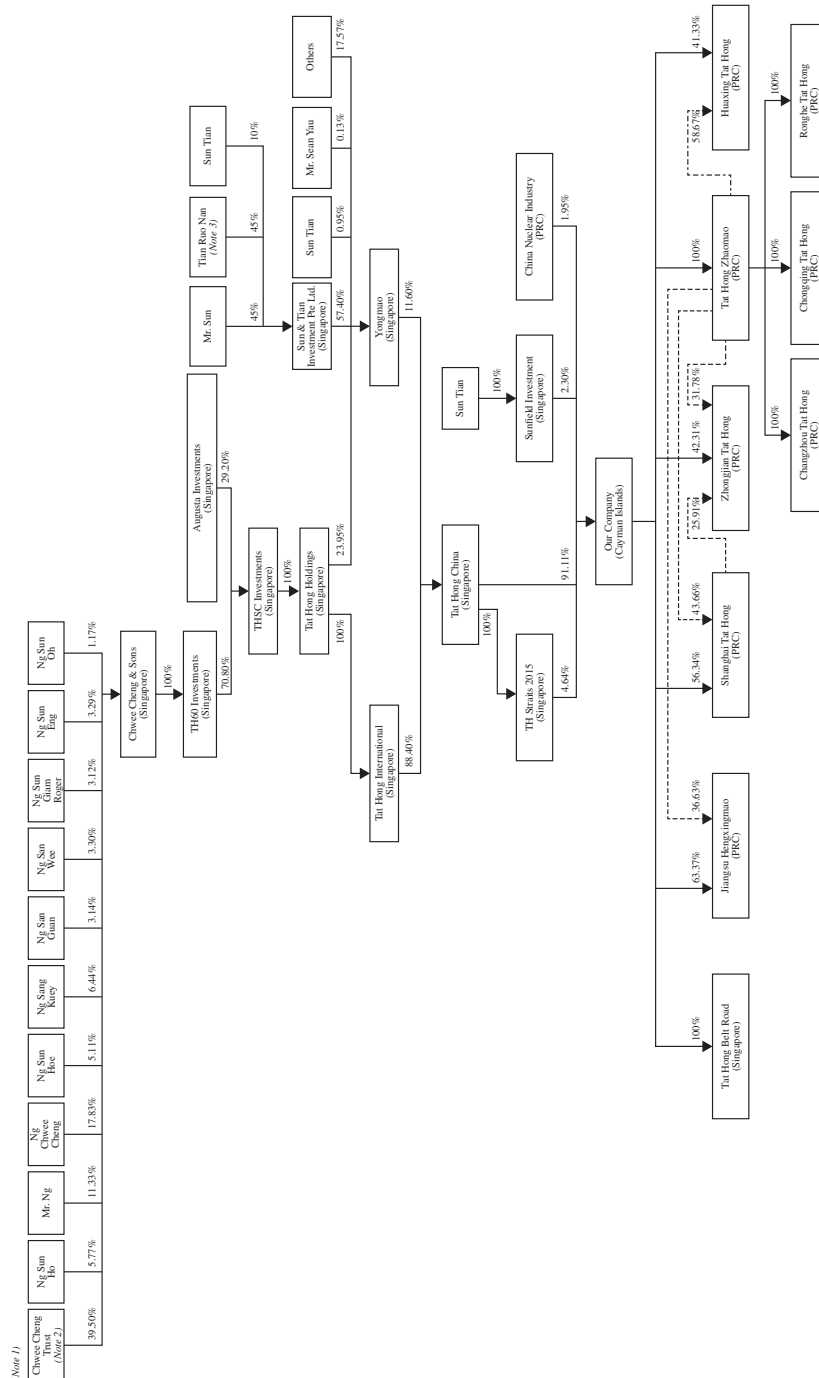 Note 1)
Chwee Cheng
Trust
(Note 2)
Ng Sun
Ho
Mr. Ng
Ng
Chwee
Cheng
Ng Sun
Hoe
Ng Sang
Kuey
Ng San
Guan
Ng San
Wee
Ng Sun
Giam
Roger
Ng Sun
Eng
Ng Sun
Oh
39.50%
5.77%
11.33%
17.83%
5.11%
6.44%
3.14%
3.30%
3.12%
3.29%
1.17%
Chwee Cheng & Sons
(Singapore)
100%
TH60 Investments
(Singapore)
Augusta Investments
(Singapore)
70.80%
29.20%
Mr. Sun
Tian Ruo Nan
(Note 3)
Sun Tian
45%
45%
10%
THSC Investments
(Singapore)
100%
Tat Hong Holdings
(Singapore)
Sun & Tian
Investment Pte Ltd.
(Singapore)
Sun Tian
Mr. Sean Yau
Others
100%
23.95%
57.40%
0.95%
0.13%
17.57%
Tat Hong International
(Singapore)
Yongmao
(Singapore)
88.40%
11.60%
Tat Hong China
(Singapore)
Sun Tian
100%
100%
TH Straits 2015
(Singapore)
Sunfield Investment
(Singapore)
China Nuclear Industry
(PRC)
4.64%
91.11%
2.30%
1.95%
Our Company
(Cayman Islands)
100%
63.37%
36.63%
56.34%
43.66%
25.91%
42.31%
31.78%
100%
58.67%
41.33%
Tat Hong Belt Road
(Singapore)
Jiangsu Hengxingmao
(PRC)
Shanghai Tat Hong
(PRC)
Zhongjian Tat Hong
(PRC)
Tat Hong Zhaomao
(PRC)
Huaxing Tat Hong
(PRC)
100%
100%
100%
Changzhou Tat Hong
(PRC)
Chongqing Tat Hong
(PRC)
Ronghe Tat Hong
(PRC)